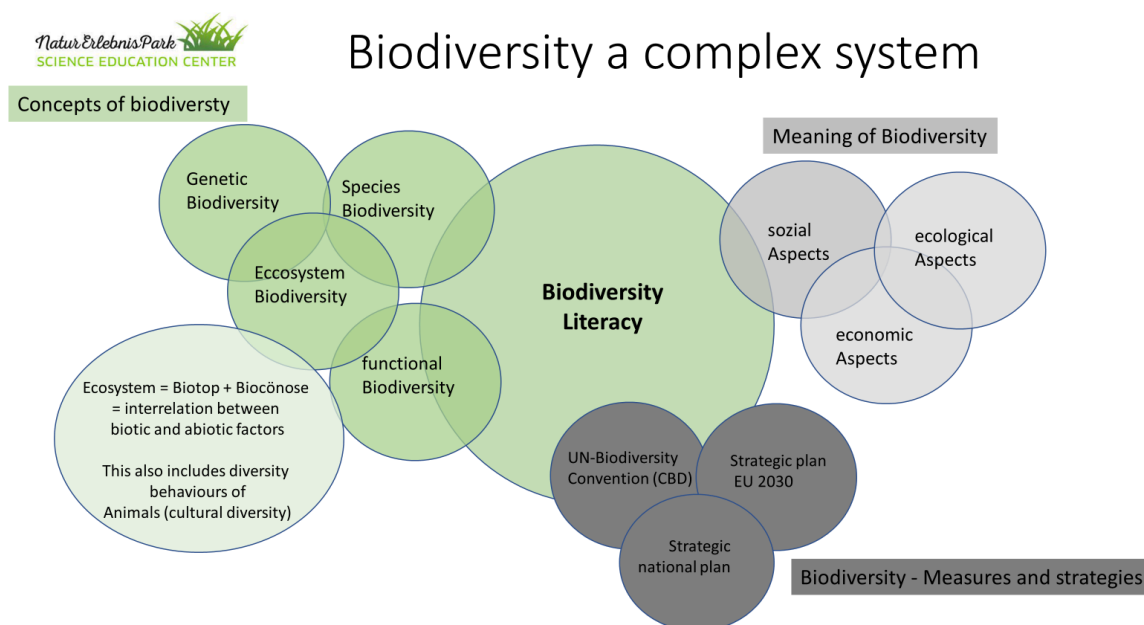 NaturErlebnisPark
SCIENCE EDUCATION CENTER
Biodiversity a complex system
Concepts of biodiversty
Genetic
Biodiversity
Species
Biodiversity
Eccosystem
Biodiversity
functional
Biodiversity
Ecosystem = Biotop + Biocönose
= interrelation between
biotic and abiotic factors
This also includes diversity
behaviours of
Animals (cultural diversity)
Biodiversity
Literacy
Meaning of Biodiversity
sozial
Aspects
ecological
Aspects
economic
Aspects
UN-Biodiversity
Convention (CBD)
Strategic plan
EU 2030
Strategic
national plan
Biodiversity - Measures and strategies